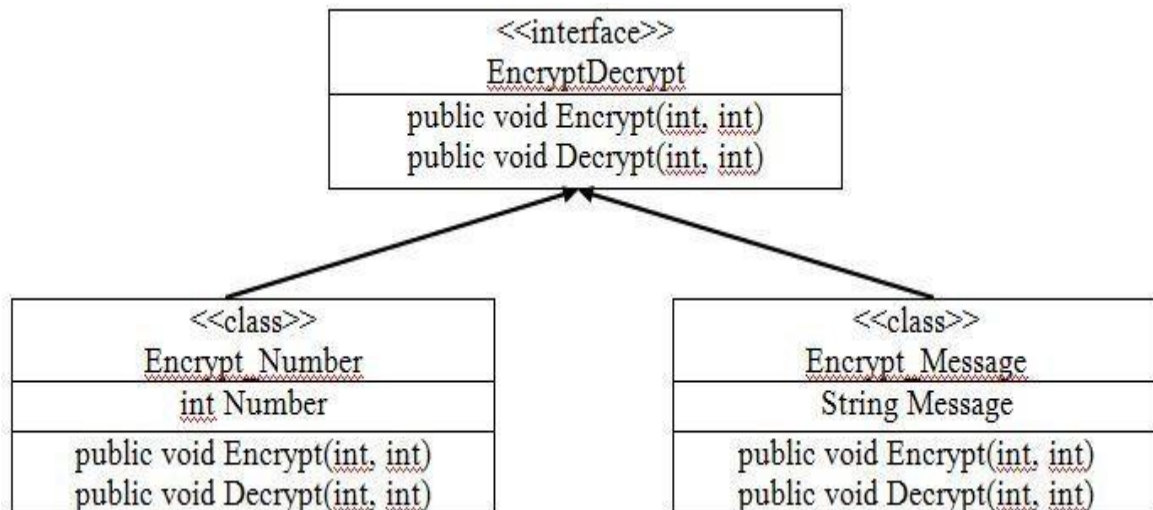 <<interface>>
EncryptDecrypt
public void Encrypt(int, int)
public void Decrypt(int, int)
<<class>>
Encrypt_Number
int Number
public void Encrypt(int, int)
public void Decrypt(int, int)
<<class>>
Encrypt_Message
String Message
public void Encrypt(int, int)
public void Decrypt(int, int)